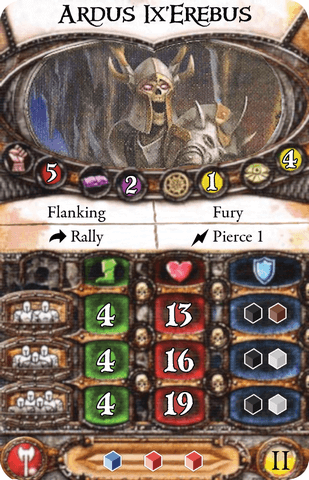 Ardus Ix'Erebus
5 2 1 4
Flanking Fury
Rally Pierce 1
4 13
4 16
4 19
II